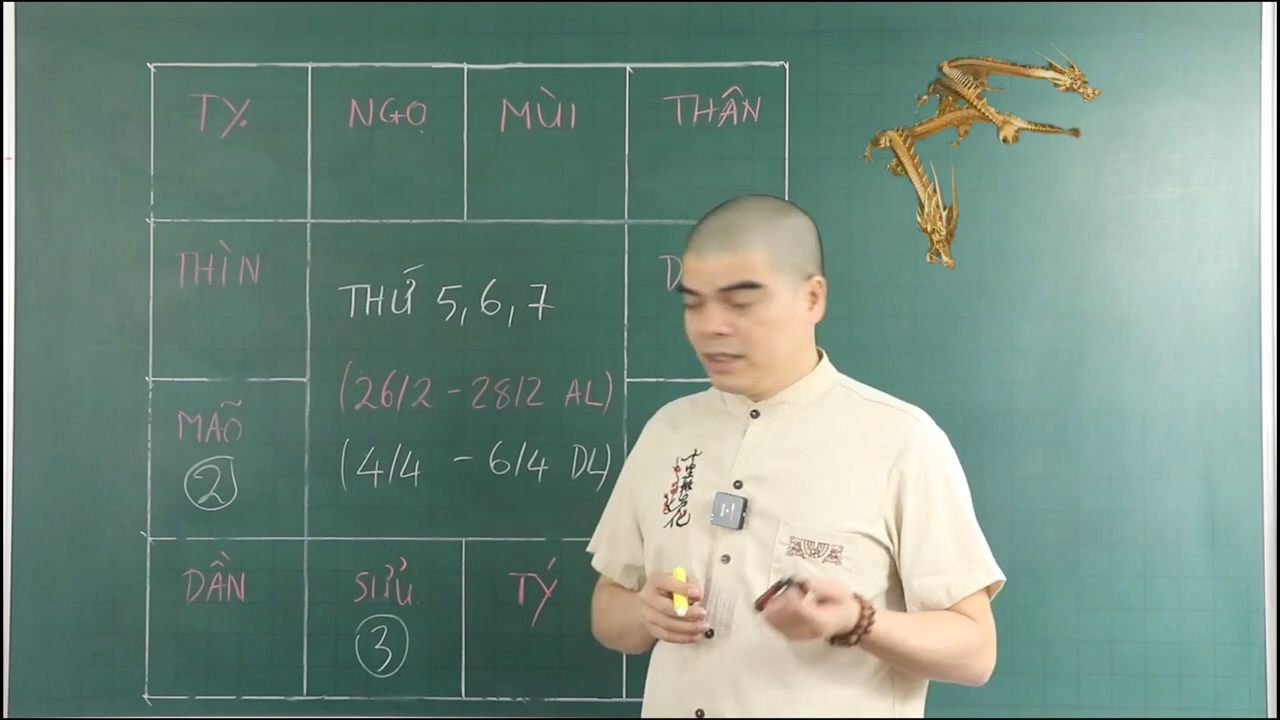 TỴ
NGỌ
MÙI
THÂN
THÌN
THỨ 5, 6, 7
(26/2 - 28/2 AL)
(4/4 - 6/4 DL)
MÃO
2
DẦN
SỬU
3
TÝ